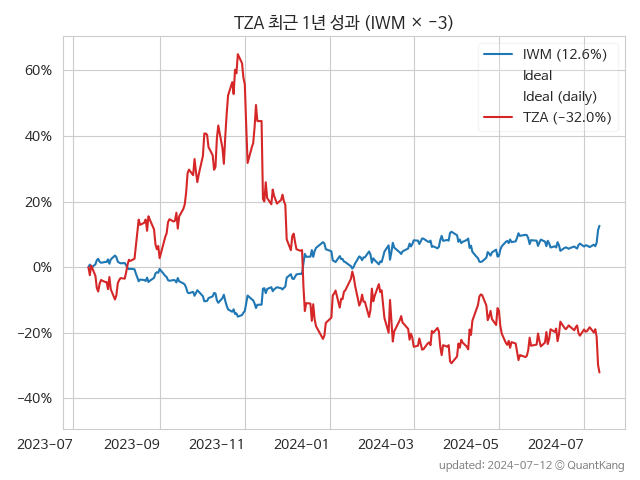 TZA 최근 1년 성과 (IWM × −3)
IWM (12.6%)
Ideal
Ideal (daily)
TZA (−32.0%)
60%
40%
20%
0%
−20%
−40%
2023-07 2023-09 2023-11 2024-01 2024-03 2024-05 2024-07
updated: 2024-07-12 © QuantKang